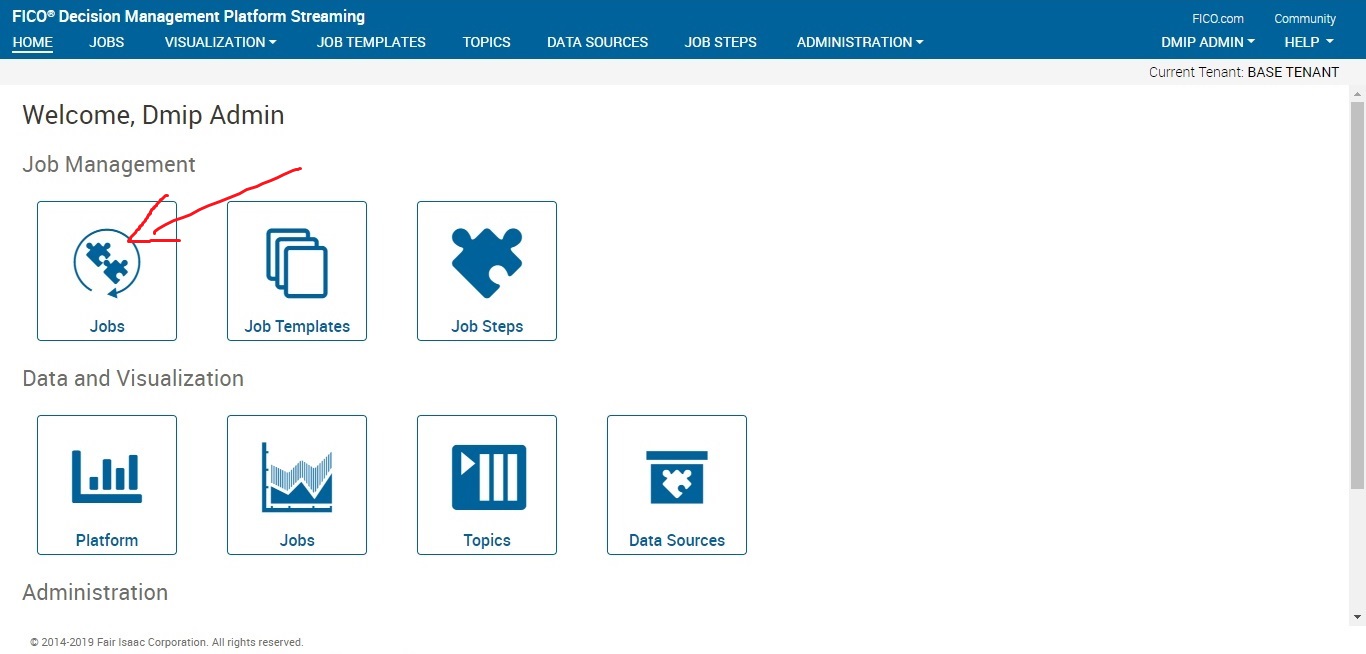 FICO® Decision Management Platform Streaming
FICO.com Community
HOME JOBS VISUALIZATION JOB TEMPLATES TOPICS DATA SOURCES JOB STEPS ADMINISTRATION DMIP ADMIN HELP
Current Tenant: BASE TENANT
Welcome, Dmip Admin
Job Management
Jobs Job Templates Job Steps
Data and Visualization
Platform Jobs Topics Data Sources
Administration
© 2014-2019 Fair Isaac Corporation. All rights reserved.